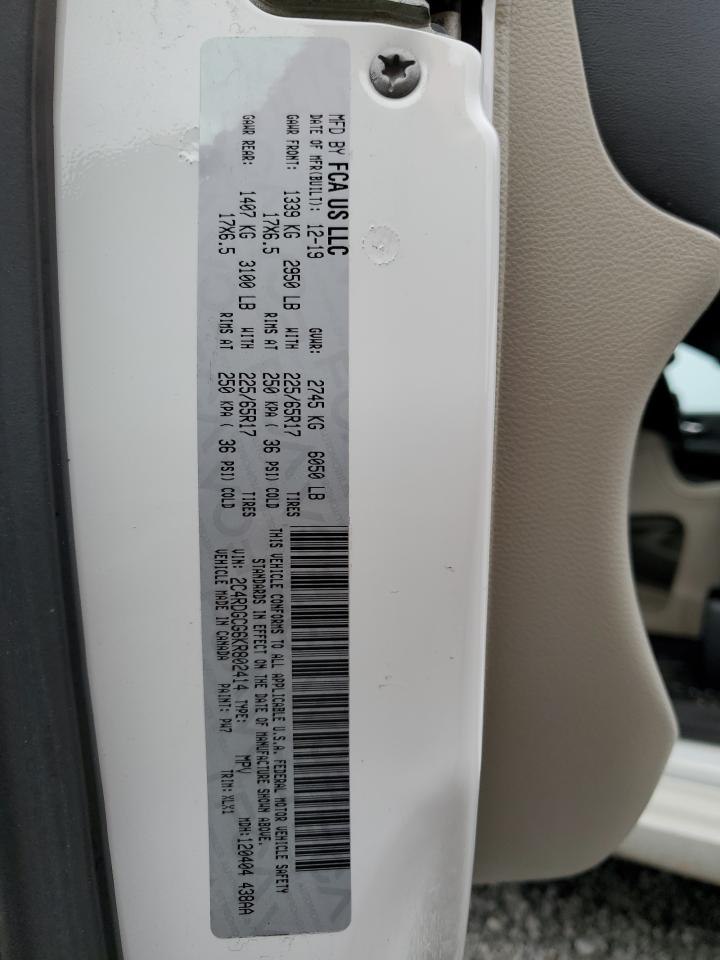 MFD BY FCA US LLC
DATE OF MFR(BUILT): 12-19 GVWR: 2745 KG 6050 LB
GAWR FRONT: 1339 KG 2950 LB WITH 225/65R17 TIRES
17X6.5 RIMS AT 250 KPA ( 36 PSI) COLD
GAWR REAR: 1407 KG 3100 LB WITH 225/65R17 TIRES
17X6.5 RIMS AT 250 KPA ( 36 PSI) COLD
THIS VEHICLE CONFORMS TO ALL APPLICABLE U.S.A. FEDERAL MOTOR VEHICLE SAFETY
STANDARDS IN EFFECT ON THE DATE OF MANUFACTURE SHOWN ABOVE.
VIN: 2C4RDGCG6KR802414 TYPE: MPV MDH:120404 438AA
VEHICLE MADE IN CANADA PAINT: PW7 TRIM: XLX1